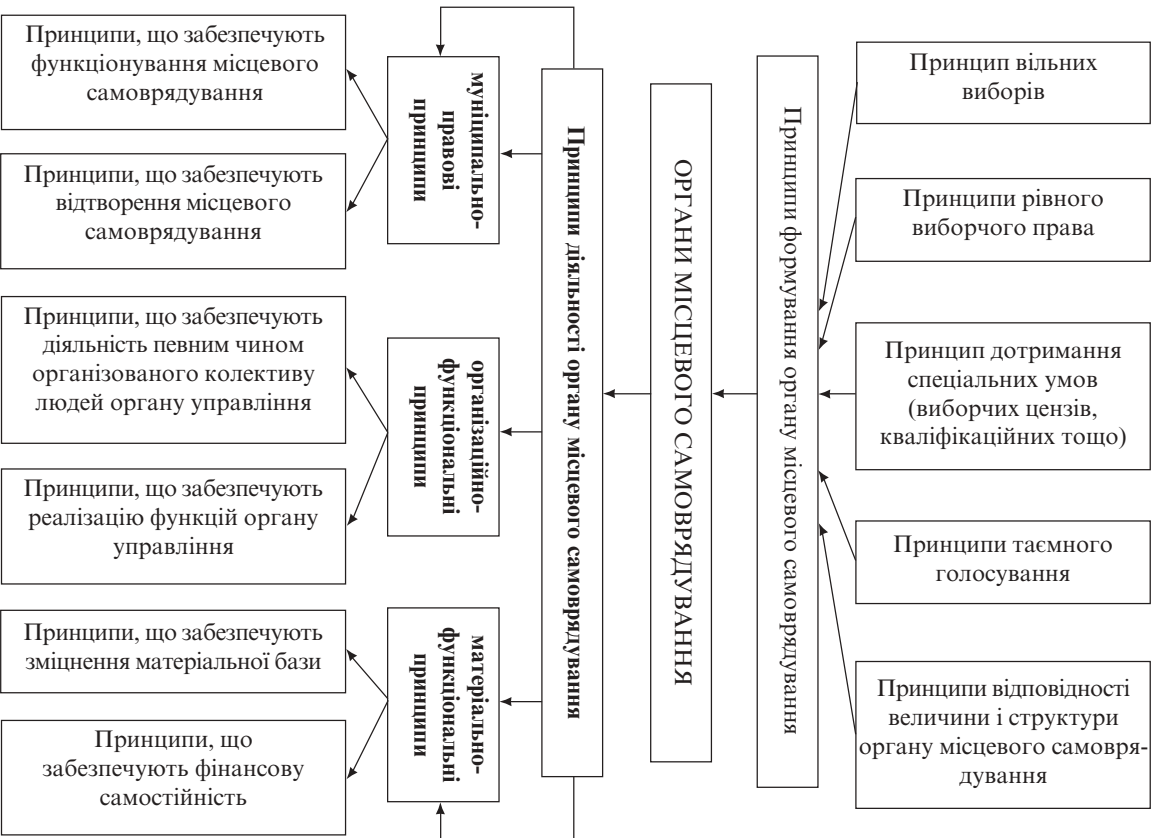 Принципи, що забезпечують
функціонування місцевого
самоврядування
Принципи, що забезпечують
відтворення місцевого
самоврядування
Принципи, що забезпечують
діяльність певним чином
організованого колективу
людей органу управління
Принципи, що забезпечують
реалізацію функцій органу
управління
Принципи, що забезпечують
зміцнення матеріальної бази
Принципи, що
забезпечують фінансову
самостійність
муніципально-
правові
принципи
організаційно-
функціональні
принципи
матеріально-
функціональні
принципи
Принципи діяльності органу місцевого самоврядування
ОРГАНИ МІСЦЕВОГО САМОВРЯДУВАННЯ
Принципи формування органу місцевого самоврядування
Принцип вільних
виборів
Принципи рівного
виборчого права
Принцип дотримання
спеціальних умов
(виборчих цензів,
кваліфікаційних тощо)
Принципи таємного
голосування
Принципи відповідності
величини і структури
органу місцевого самовря-
дування